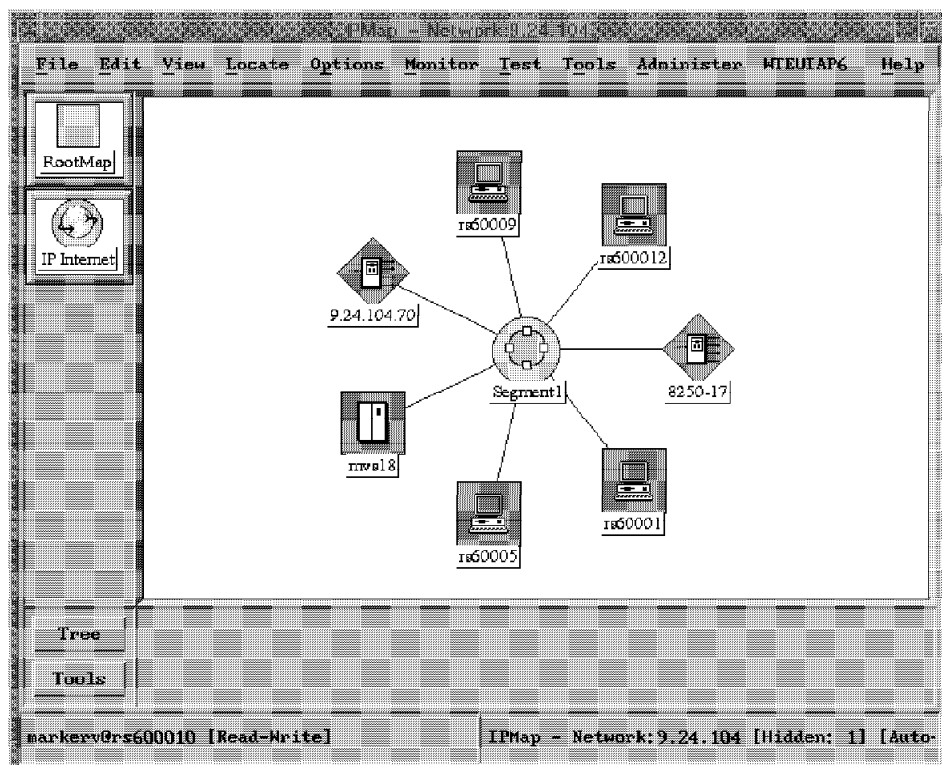 IPMap - Network:9.24.104
File Edit View Locate Options Monitor Test Tools Administer WTEUIAP6 Help
RootMap
IP Internet
rs60009
rs600012
9.24.104.70
Segment1
8250-17
mvs18
rs60001
rs60005
Tree
Tools
markerv@rs600010 [Read-Write]
IPMap - Network:9.24.104 [Hidden: 1] [Auto-